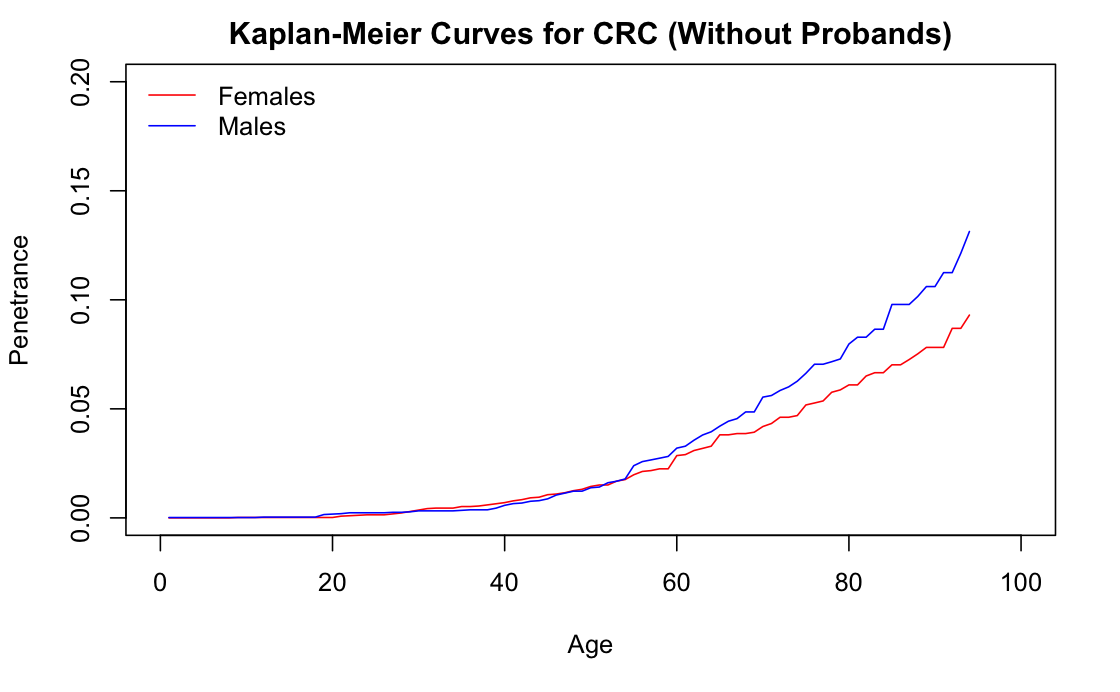 Kaplan-Meier Curves for CRC (Without Probands)
Females
Males
0.20
0.15
0.10
0.05
0.00
Penetrance
0 20 40 60 80 100
Age